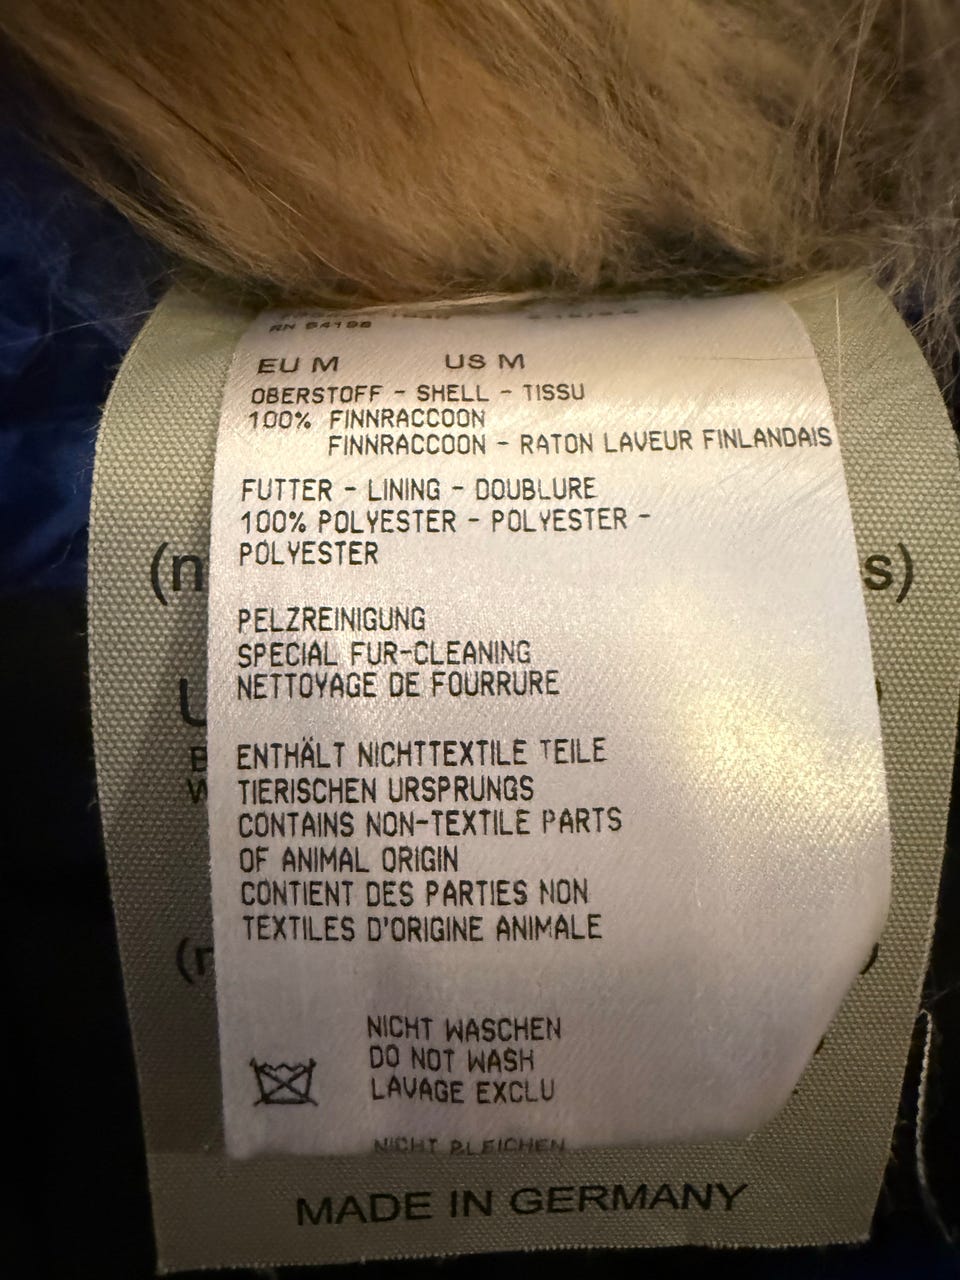 RN 54198
EU M US M
OBERSTOFF - SHELL - TISSU
100% FINNRACCOON
FINNRACCOON - RATON LAVEUR FINLANDAIS
FUTTER - LINING - DOUBLURE
100% POLYESTER - POLYESTER -
POLYESTER
PELZREINIGUNG
SPECIAL FUR-CLEANING
NETTOYAGE DE FOURRURE
ENTHÄLT NICHTTEXTILE TEILE
TIERISCHEN URSPRUNGS
CONTAINS NON-TEXTILE PARTS
OF ANIMAL ORIGIN
CONTIENT DES PARTIES NON
TEXTILES D'ORIGINE ANIMALE
NICHT WASCHEN
DO NOT WASH
LAVAGE EXCLU
NICHT BLEICHEN
MADE IN GERMANY